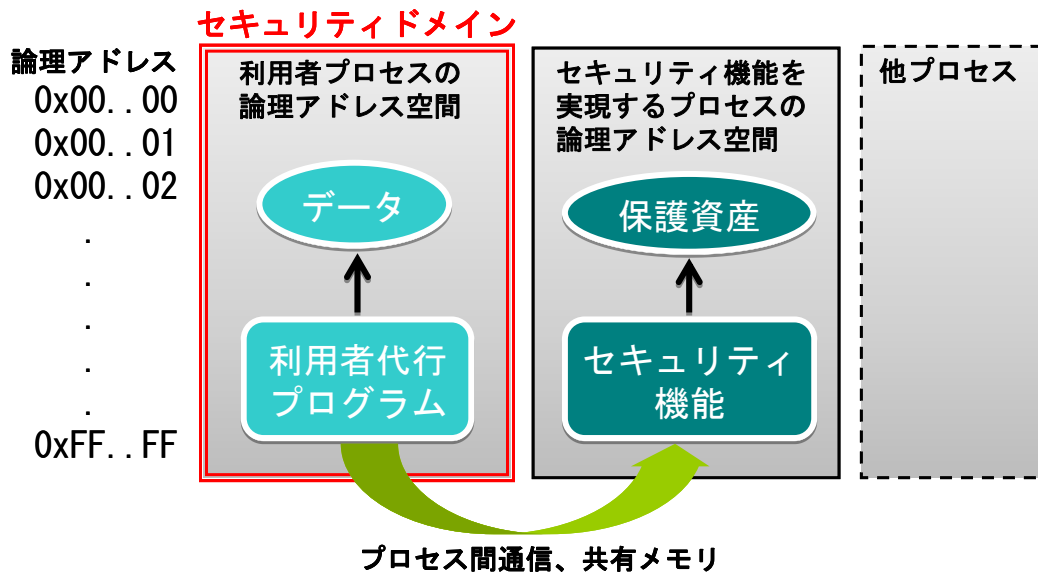 セキュリティドメイン
論理アドレス
0x00..00
0x00..01
0x00..02
.
.
.
.
.
0xFF..FF
利用者プロセスの
論理アドレス空間
データ
利用者代行
プログラム
セキュリティ機能を
実現するプロセスの
論理アドレス空間
保護資産
セキュリティ
機能
他プロセス
プロセス間通信、共有メモリ